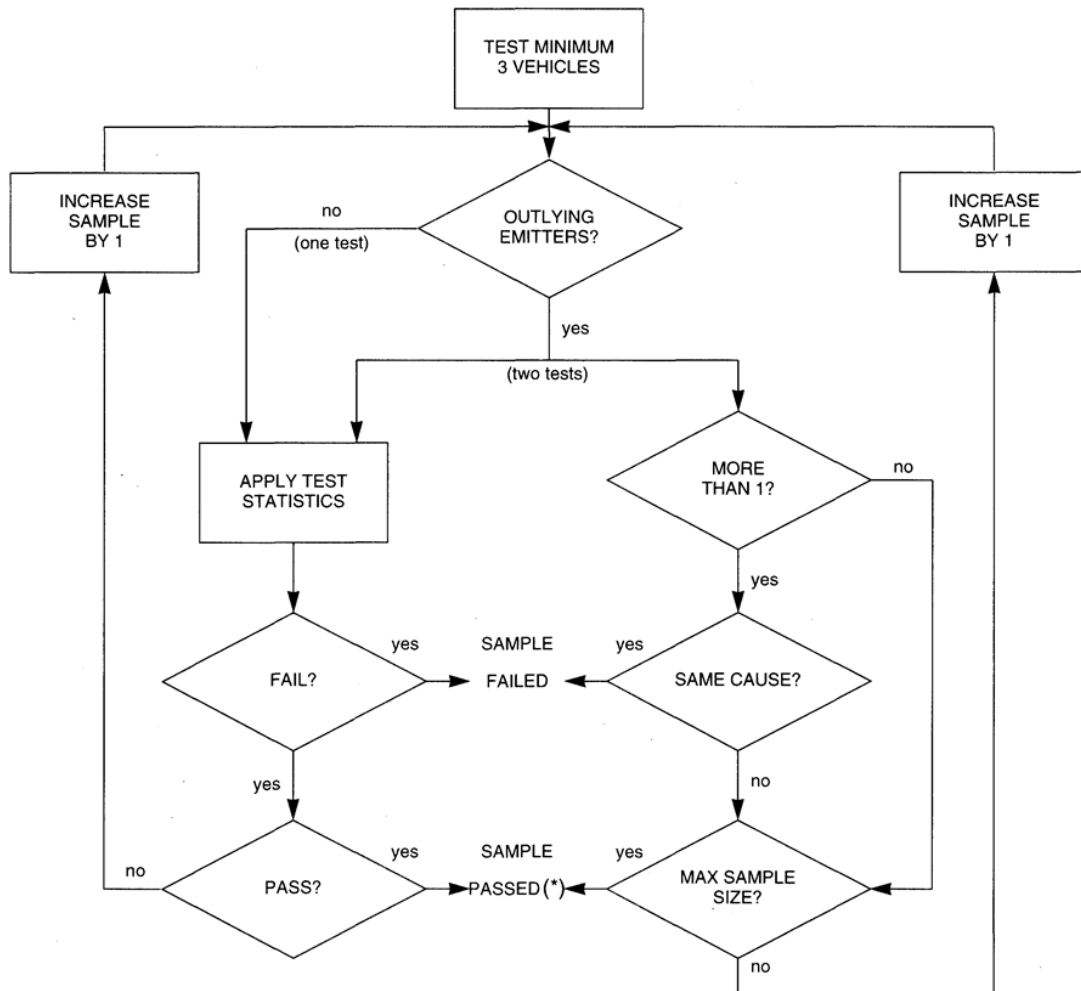 TEST MINIMUM
3 VEHICLES
INCREASE
SAMPLE
BY 1
no
(one test)
OUTLYING
EMITTERS?
INCREASE
SAMPLE
BY 1
yes
(two tests)
APPLY TEST
STATISTICS
MORE
THAN 1?
no
yes
FAIL?
yes
SAMPLE
FAILED
yes
SAME CAUSE?
yes
no
no
PASS?
yes
SAMPLE
PASSED (*)
yes
MAX SAMPLE
SIZE?
no